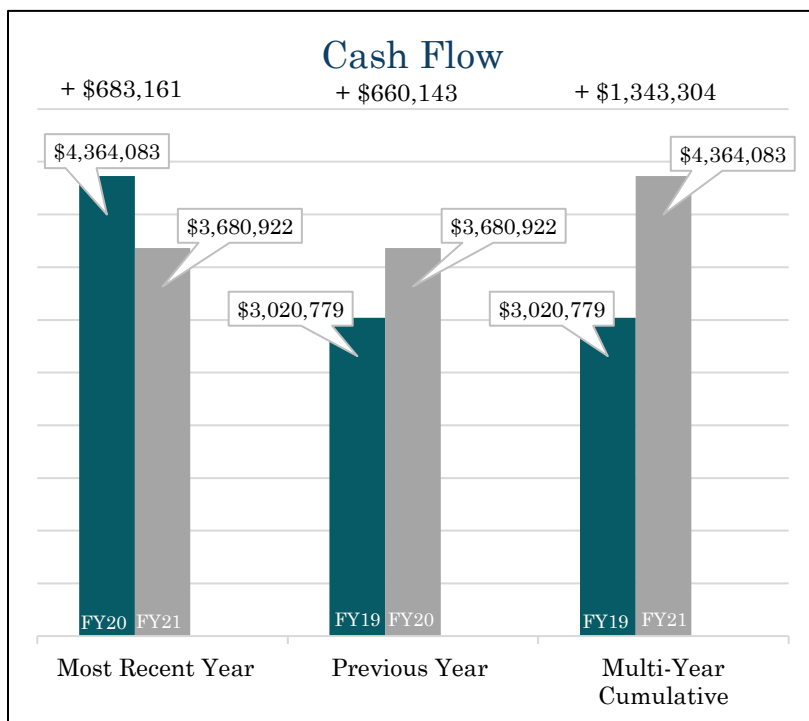 Cash Flow
+ $683,161
+ $660,143
+ $1,343,304
$4,364,083
$3,680,922
$3,020,779
$3,680,922
$3,020,779
$4,364,083
FY20
FY21
FY19
FY20
FY19
FY21
Most Recent Year
Previous Year
Multi-Year
Cumulative